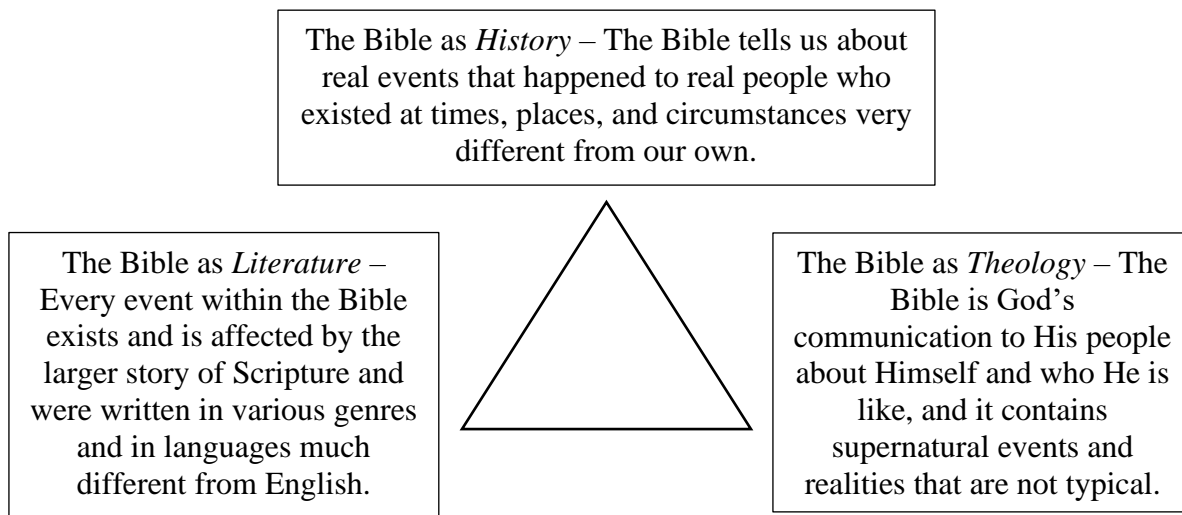 The Bible as History – The Bible tells us about
real events that happened to real people who
existed at times, places, and circumstances very
different from our own.
The Bible as Literature –
Every event within the Bible
exists and is affected by the
larger story of Scripture and
were written in various genres
and in languages much
different from English.
The Bible as Theology – The
Bible is God’s
communication to His people
about Himself and who He is
like, and it contains
supernatural events and
realities that are not typical.